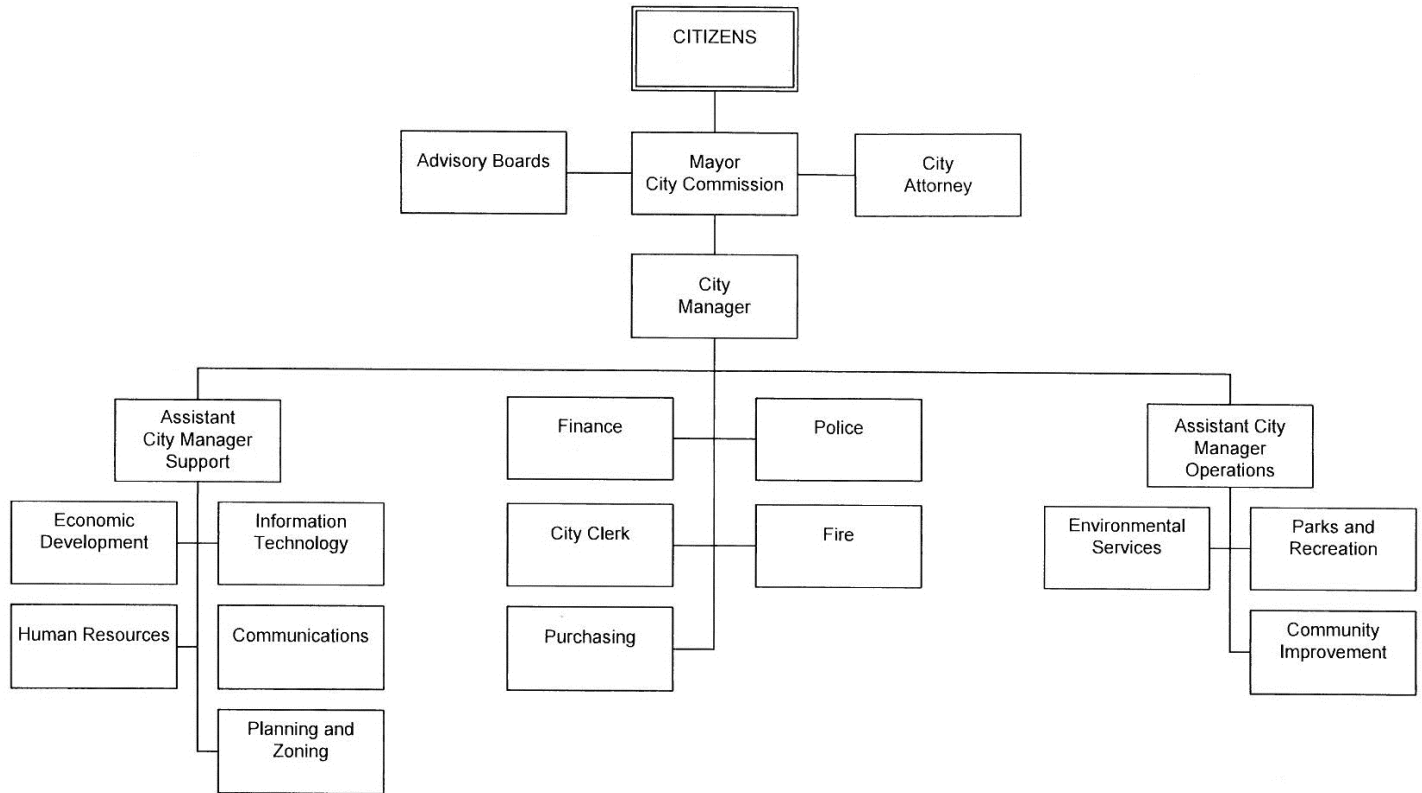 CITIZENS
Advisory Boards
Mayor
City Commission
City
Attorney
City
Manager
Assistant
City Manager
Support
Finance
Police
Assistant City
Manager
Operations
Economic
Development
Information
Technology
City Clerk
Fire
Environmental
Services
Parks and
Recreation
Human Resources
Communications
Purchasing
Community
Improvement
Planning and
Zoning